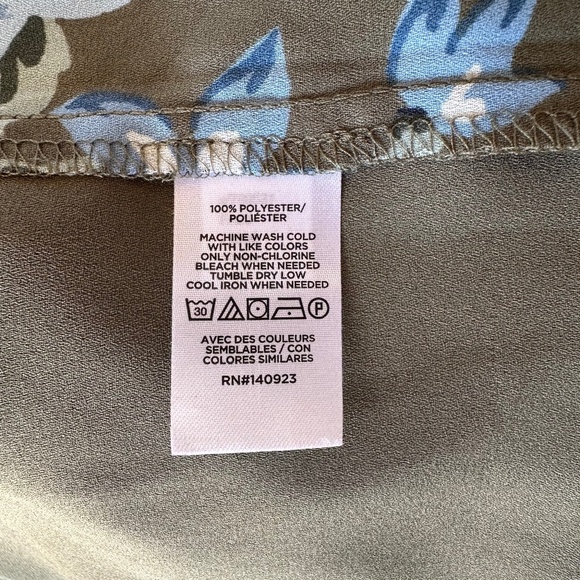 100% POLYESTER/
POLIÉSTER
MACHINE WASH COLD
WITH LIKE COLORS
ONLY NON-CHLORINE
BLEACH WHEN NEEDED
TUMBLE DRY LOW
COOL IRON WHEN NEEDED
30 P
AVEC DES COULEURS
SEMBLABLES / CON
COLORES SIMILARES
RN#140923